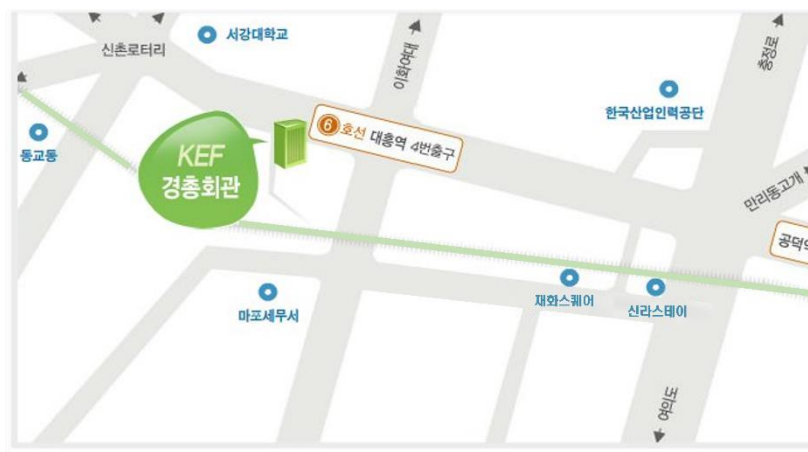 신촌로터리
서강대학교
이화여대
충정로
한국산업인력공단
동교동
KEF
경총회관
6 호선 대흥역 4번출구
만리동고개
공덕역
마포세무서
재화스퀘어
신라스테이
여의도